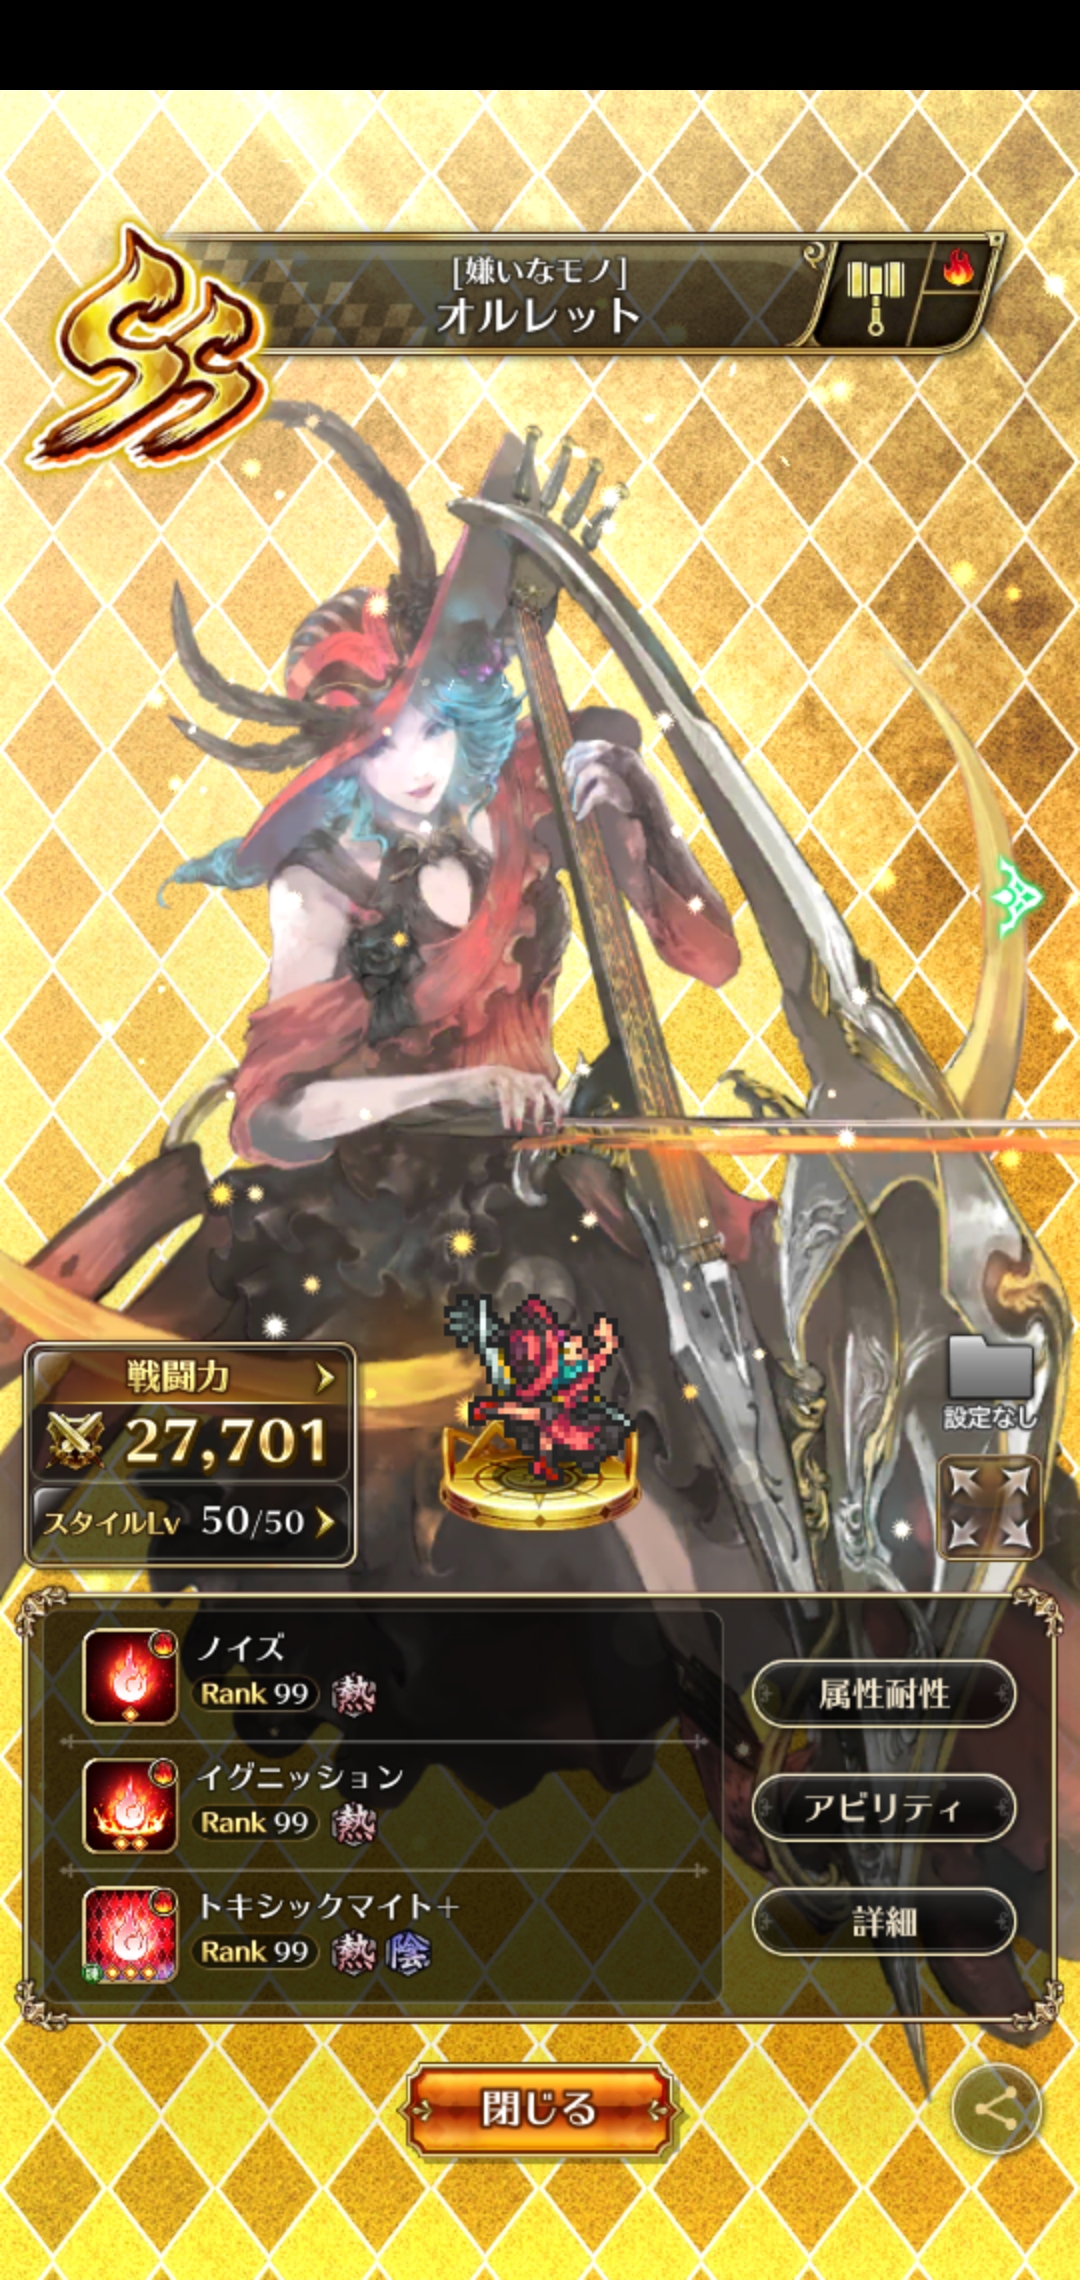 SS
[嫌いなモノ]
オルレット
戦闘力
27,701
スタイルLv 50/50
設定なし
ノイズ
Rank 99 熱
イグニッション
Rank 99 熱
トキシックマイト+
Rank 99 熱 陰
属性耐性
アビリティ
詳細
閉じる